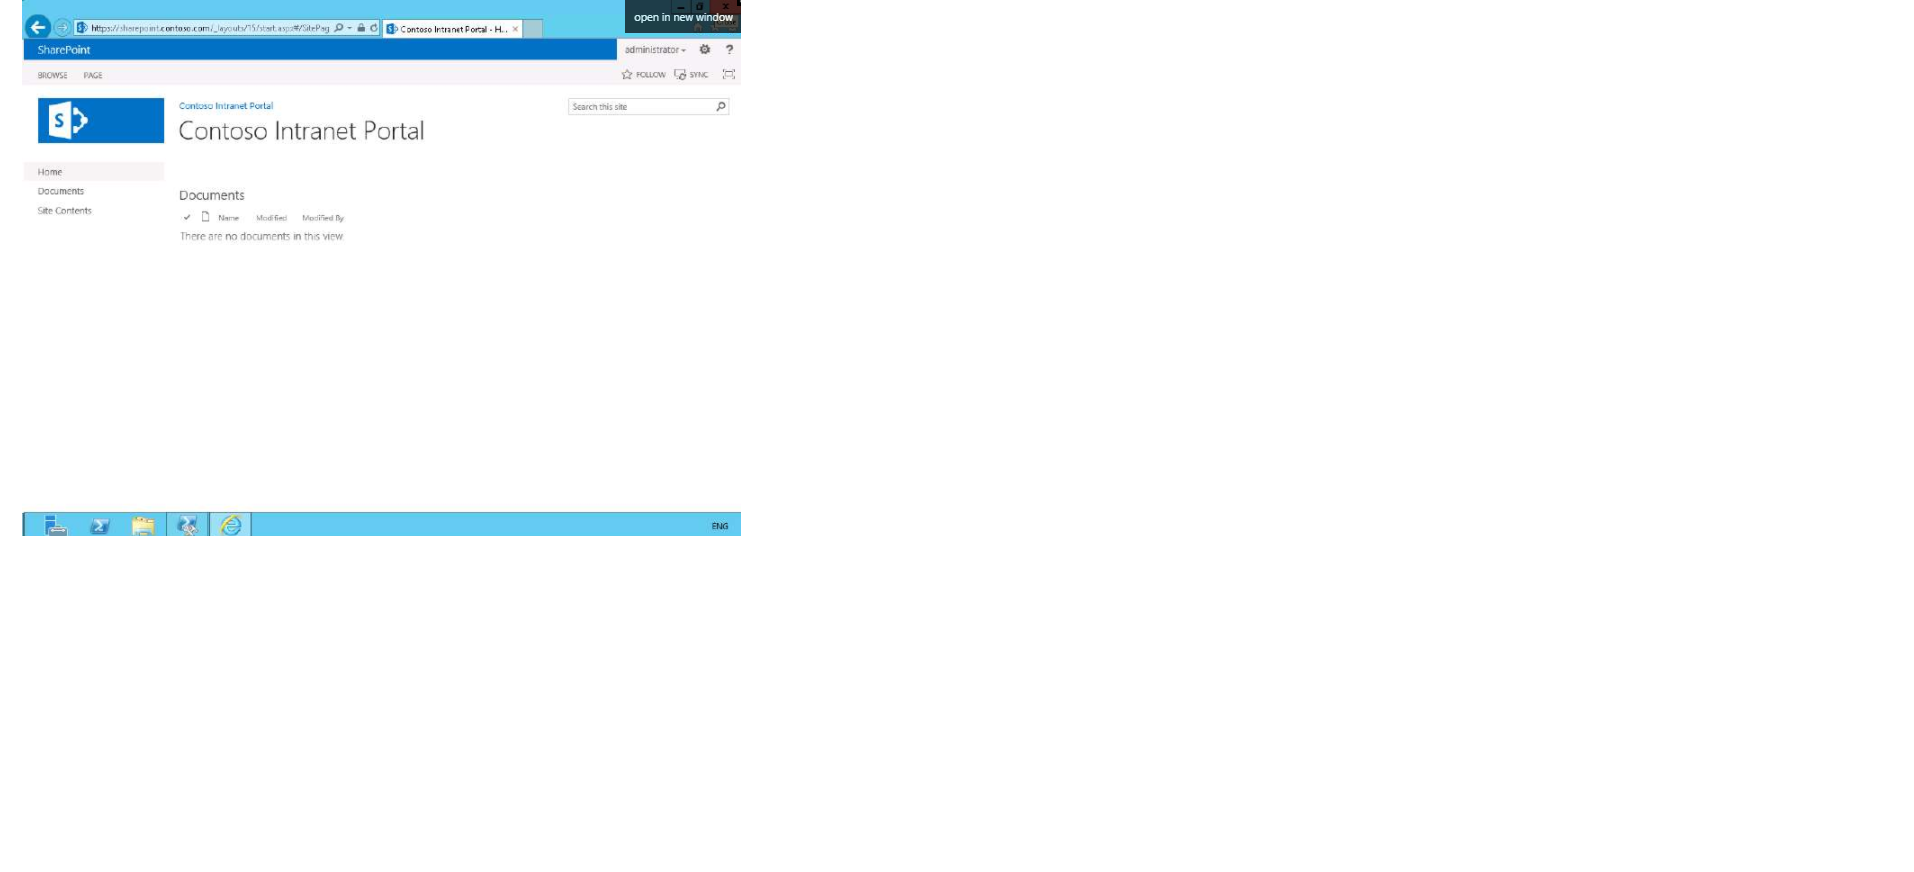 open in new window
https://sharepoint.contoso.com/_layouts/15/start.aspx#/SitePag
Contoso Intranet Portal - H...
SharePoint
administrator
?
BROWSE PAGE
FOLLOW SYNC
S
Contoso Intranet Portal
Search this site
Contoso Intranet Portal
Home
Documents
Site Contents
Documents
Name Modified Modified By
There are no documents in this view
ENG